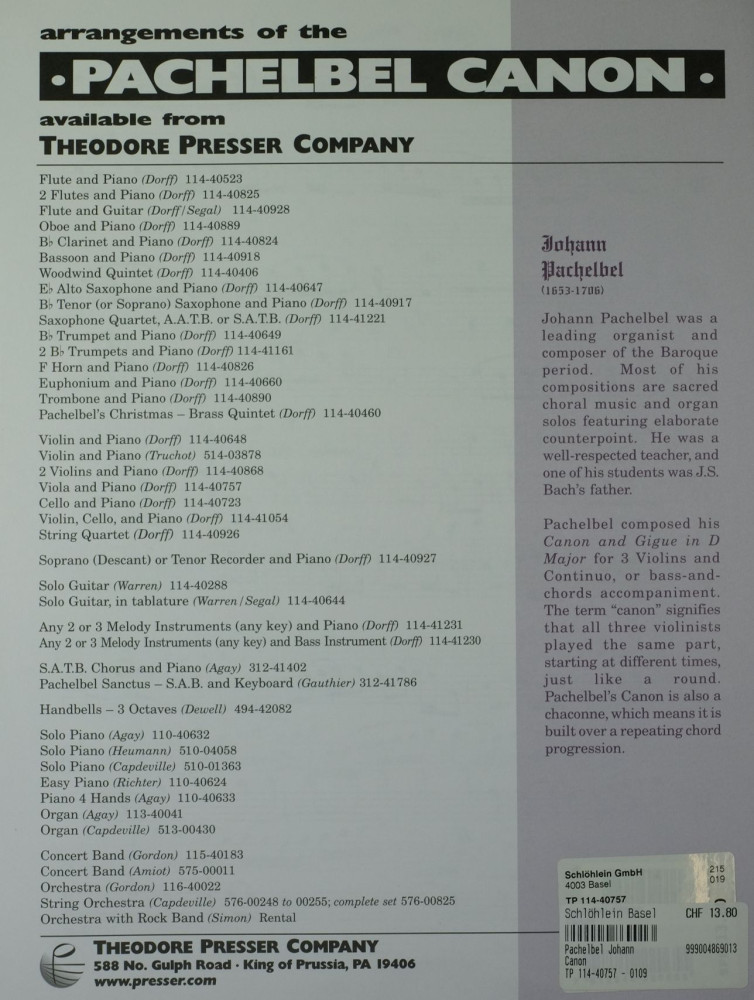 arrangements of the
• PACHELBEL CANON •
available from
THEODORE PRESSER COMPANY
Flute and Piano (Dorff) 114-40523
2 Flutes and Piano (Dorff) 114-40825
Flute and Guitar (Dorff/Segal) 114-40928
Oboe and Piano (Dorff) 114-40889
B♭ Clarinet and Piano (Dorff) 114-40824
Bassoon and Piano (Dorff) 114-40918
Woodwind Quintet (Dorff) 114-40406
E♭ Alto Saxophone and Piano (Dorff) 114-40647
B♭ Tenor (or Soprano) Saxophone and Piano (Dorff) 114-40917
Saxophone Quartet, A.A.T.B. or S.A.T.B. (Dorff) 114-41221
B♭ Trumpet and Piano (Dorff) 114-40649
2 B♭ Trumpets and Piano (Dorff) 114-41161
F Horn and Piano (Dorff) 114-40826
Euphonium and Piano (Dorff) 114-40660
Trombone and Piano (Dorff) 114-40890
Pachelbel's Christmas – Brass Quintet (Dorff) 114-40460
Violin and Piano (Dorff) 114-40648
Violin and Piano (Truchot) 514-03878
2 Violins and Piano (Dorff) 114-40868
Viola and Piano (Dorff) 114-40757
Cello and Piano (Dorff) 114-40723
Violin, Cello, and Piano (Dorff) 114-41054
String Quartet (Dorff) 114-40926
Soprano (Descant) or Tenor Recorder and Piano (Dorff) 114-40927
Solo Guitar (Warren) 114-40288
Solo Guitar, in tablature (Warren/Segal) 114-40644
Any 2 or 3 Melody Instruments (any key) and Piano (Dorff) 114-41231
Any 2 or 3 Melody Instruments (any key) and Bass Instrument (Dorff) 114-41230
S.A.T.B. Chorus and Piano (Agay) 312-41402
Pachelbel Sanctus – S.A.B. and Keyboard (Gauthier) 312-41786
Handbells – 3 Octaves (Dewell) 494-42082
Solo Piano (Agay) 110-40632
Solo Piano (Heumann) 510-04058
Solo Piano (Capdeville) 510-01363
Easy Piano (Richter) 110-40624
Piano 4 Hands (Agay) 110-40633
Organ (Agay) 113-40041
Organ (Capdeville) 513-00430
Concert Band (Gordon) 115-40183
Concert Band (Amiot) 575-00011
Orchestra (Gordon) 116-40022
String Orchestra (Capdeville) 576-00248 to 00255; complete set 576-00825
Orchestra with Rock Band (Simon) Rental
THEODORE PRESSER COMPANY
588 No. Gulph Road · King of Prussia, PA 19406
www.presser.com
Johann
Pachelbel
(1653-1706)
Johann Pachelbel was a
leading organist and
composer of the Baroque
period. Most of his
compositions are sacred
choral music and organ
solos featuring elaborate
counterpoint. He was a
well-respected teacher, and
one of his students was J.S.
Bach's father.
Pachelbel composed his
Canon and Gigue in D
Major for 3 Violins and
Continuo, or bass-and-
chords accompaniment.
The term "canon" signifies
that all three violinists
played the same part,
starting at different times,
just like a round.
Pachelbel's Canon is also a
chaconne, which means it is
built over a repeating chord
progression.
Schlöhlein GmbH 215
4003 Basel 019
TP 114-40757
Schlöhlein Basel CHF 13.80
Pachelbel Johann 999004869013
Canon
TP 114-40757 - 0109